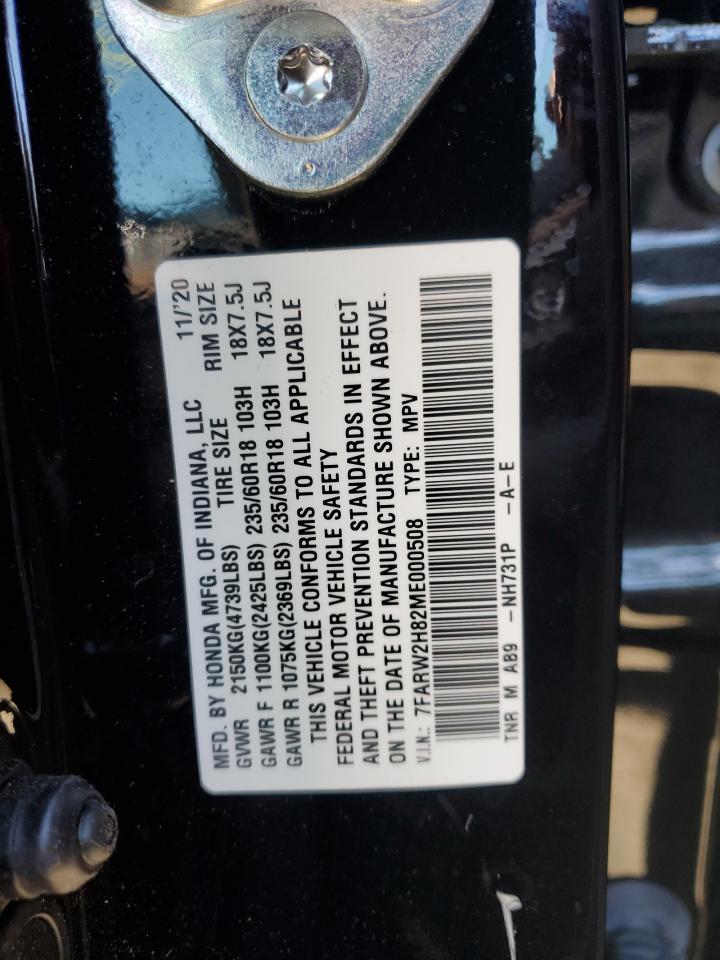 MFD. BY HONDA MFG. OF INDIANA, LLC 11/'20
GVWR 2150KG(4739LBS) TIRE SIZE RIM SIZE
GAWR F 1100KG(2425LBS) 235/60R18 103H 18X7.5J
GAWR R 1075KG(2369LBS) 235/60R18 103H 18X7.5J
THIS VEHICLE CONFORMS TO ALL APPLICABLE
FEDERAL MOTOR VEHICLE SAFETY
AND THEFT PREVENTION STANDARDS IN EFFECT
ON THE DATE OF MANUFACTURE SHOWN ABOVE.
V.I.N.: 7FARW2H82ME000508 TYPE: MPV
TNR M AB9 -NH731P -A-E